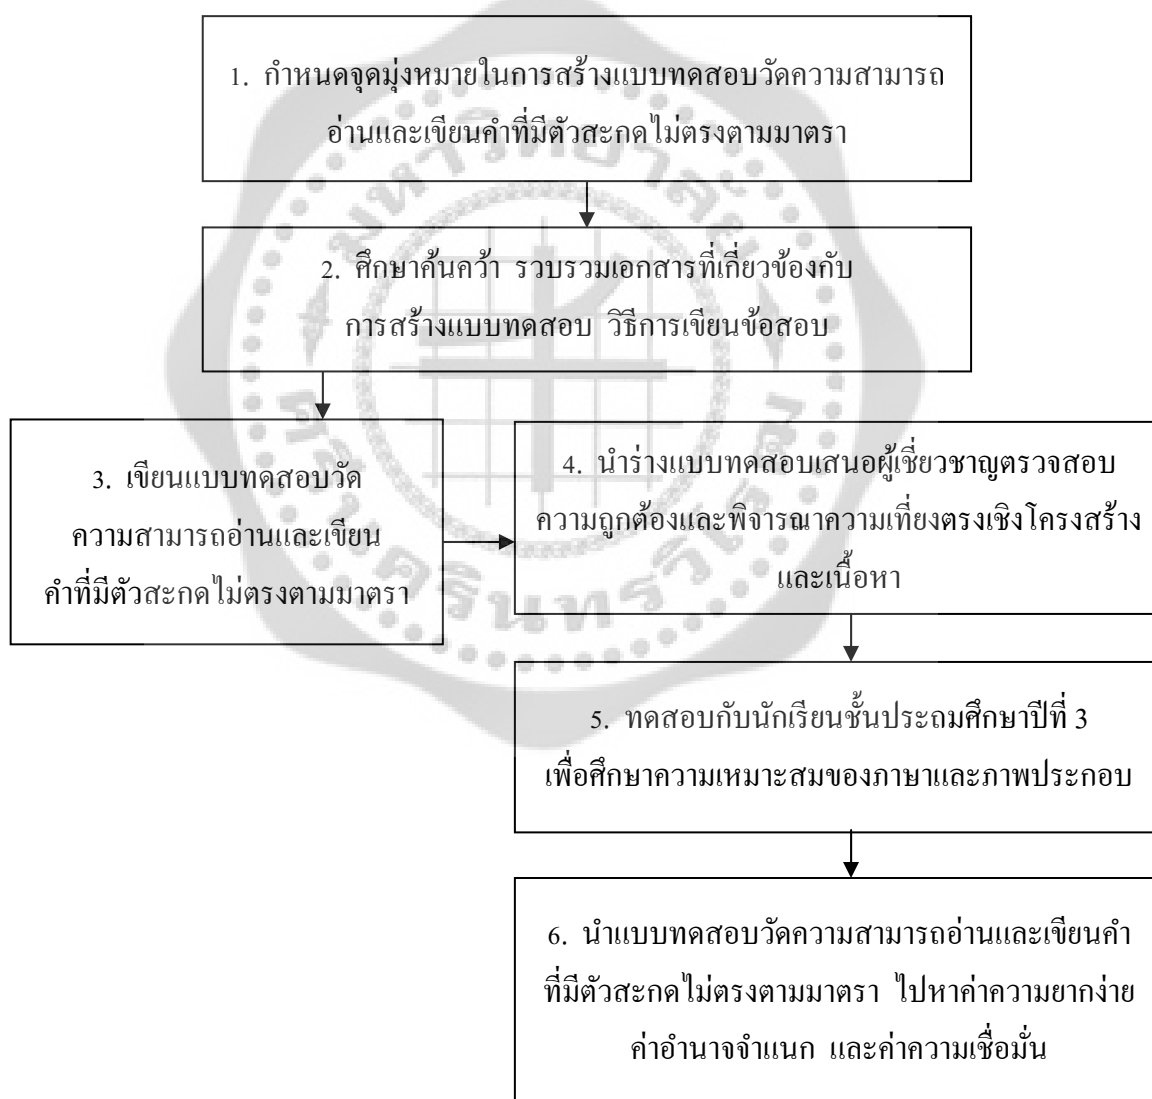 1. กำหนดจุดมุ่งหมายในการสร้างแบบทดสอบวัดความสามารถ
อ่านและเขียนคำที่มีตัวสะกดไม่ตรงตามมาตรา
2. ศึกษาค้นคว้า รวบรวมเอกสารที่เกี่ยวข้องกับ
การสร้างแบบทดสอบ วิธีการเขียนข้อสอบ
3. เขียนแบบทดสอบวัด
ความสามารถอ่านและเขียน
คำที่มีตัวสะกดไม่ตรงตามมาตรา
4. นำร่างแบบทดสอบเสนอผู้เชี่ยวชาญตรวจสอบ
ความถูกต้องและพิจารณาความเที่ยงตรงเชิงโครงสร้าง
และเนื้อหา
5. ทดสอบกับนักเรียนชั้นประถมศึกษาปีที่ 3
เพื่อศึกษาความเหมาะสมของภาษาและภาพประกอบ
6. นำแบบทดสอบวัดความสามารถอ่านและเขียนคำ
ที่มีตัวสะกดไม่ตรงตามมาตรา ไปหาค่าความยากง่าย
ค่าอำนาจจำแนก และค่าความเชื่อมั่น
มหาวิทยาลัย
ศรีนครินทรวิโรฒ